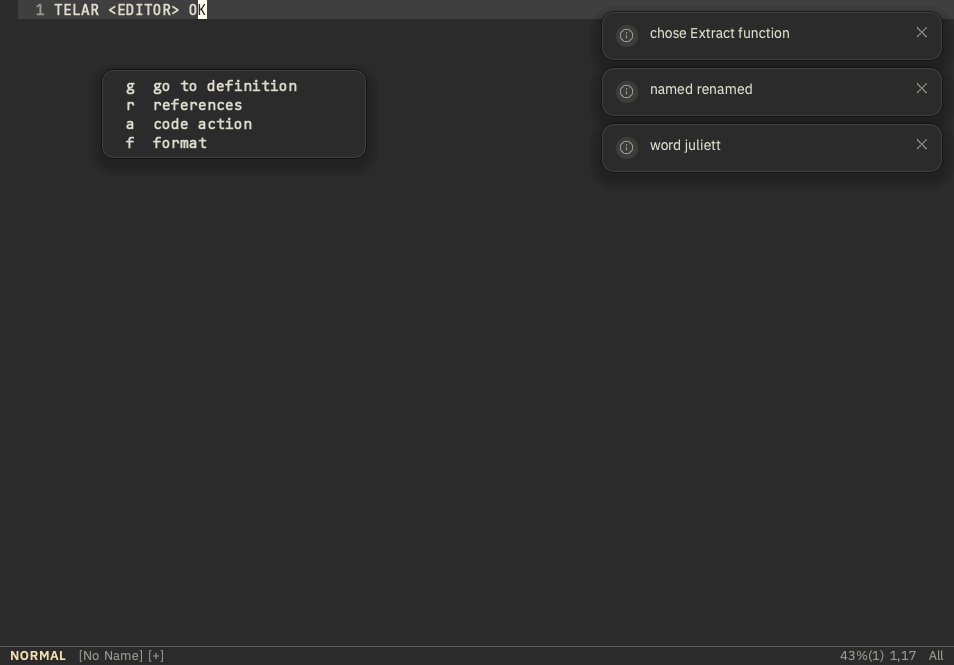 1 TELAR <EDITOR> OK
chose Extract function
named renamed
word juliett
g go to definition
r references
a code action
f format
NORMAL [No Name] [+] 43%(1) 1,17 All